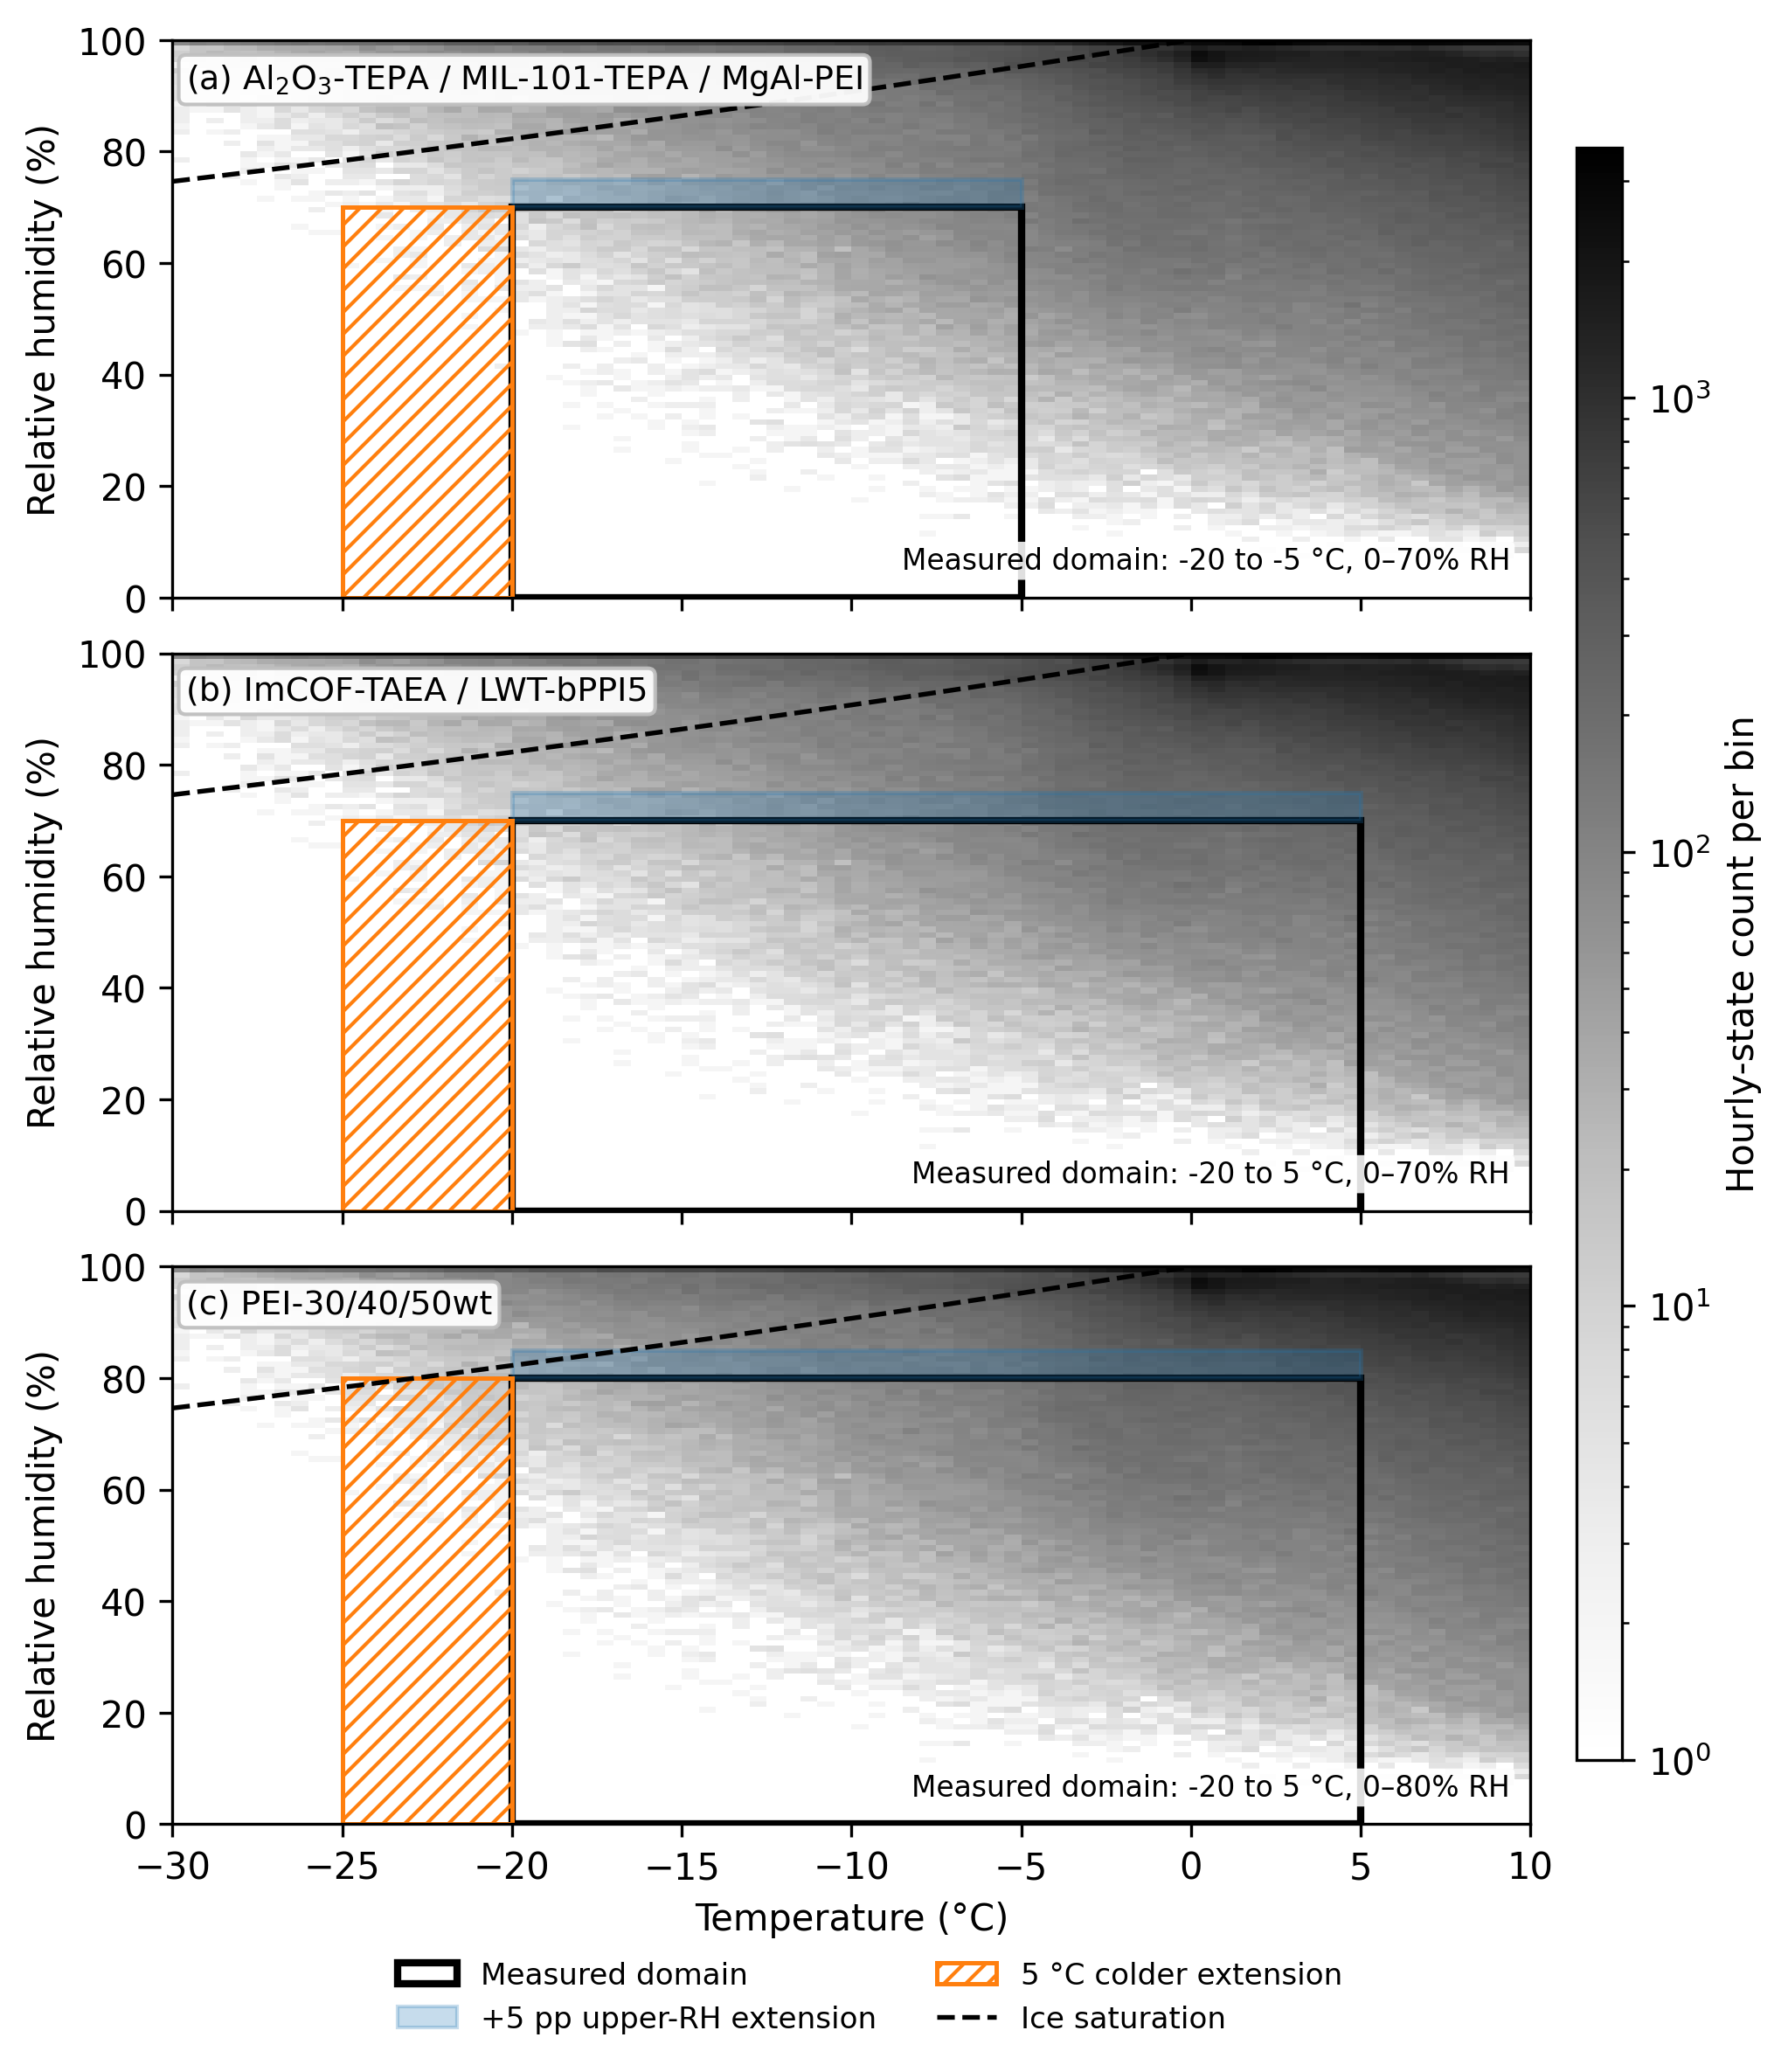 100
80
60
40
20
0
Relative humidity (%)
(a) Al₂O₃-TEPA / MIL-101-TEPA / MgAl-PEI
Measured domain: -20 to -5 °C, 0–70% RH
100
80
60
40
20
0
Relative humidity (%)
(b) ImCOF-TAEA / LWT-bPPI5
Measured domain: -20 to 5 °C, 0–70% RH
100
80
60
40
20
0
Relative humidity (%)
(c) PEI-30/40/50wt
Measured domain: -20 to 5 °C, 0–80% RH
−30 −25 −20 −15 −10 −5 0 5 10
Temperature (°C)
10³
10²
10¹
10⁰
Hourly-state count per bin
Measured domain
+5 pp upper-RH extension
5 °C colder extension
Ice saturation